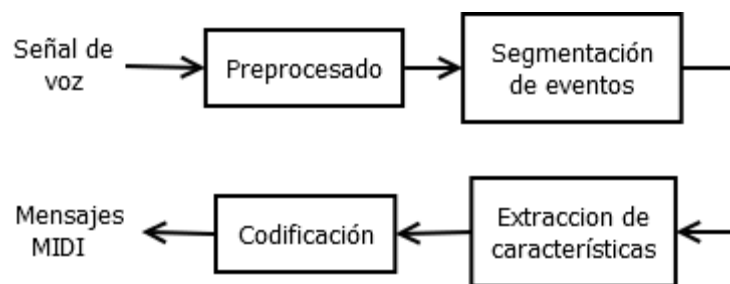 Señal de
voz
Preprocesado
Segmentación
de eventos
Mensajes
MIDI
Codificación
Extraccion de
características